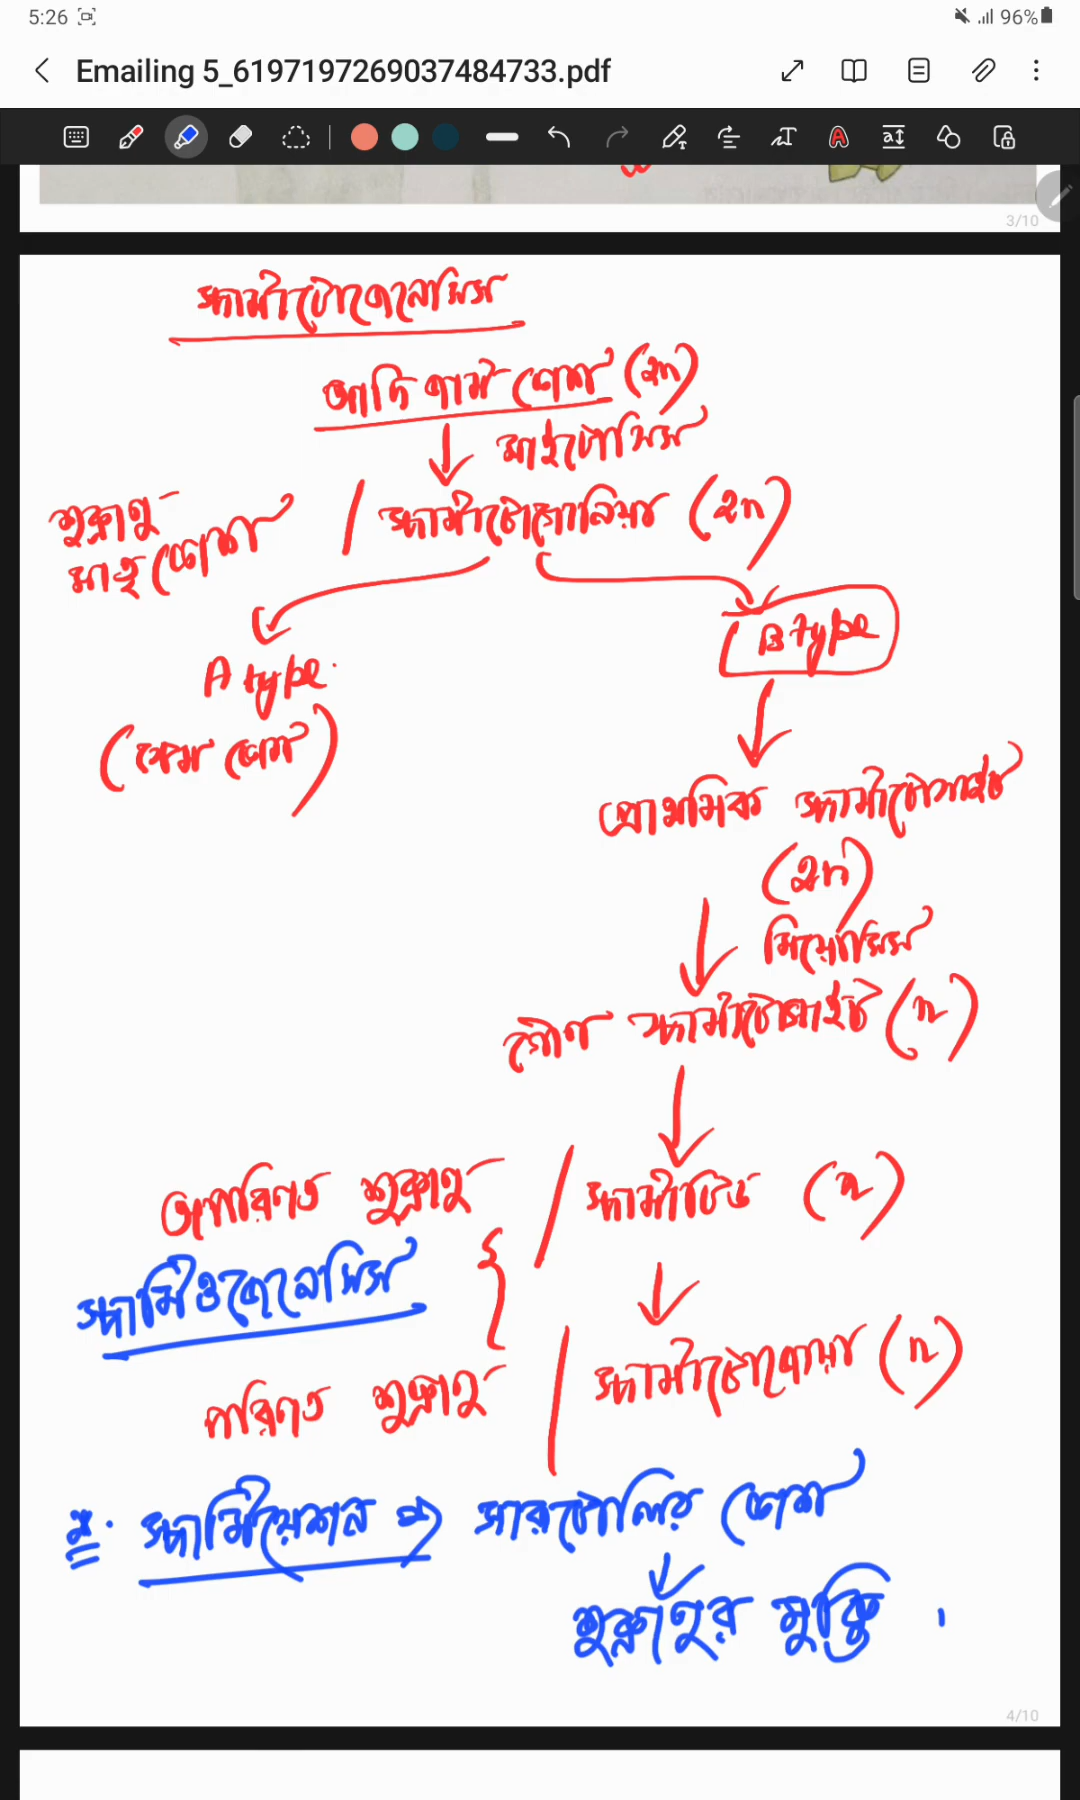 5:26
96%
Emailing 5_6197197269037484733.pdf
3/10
স্পার্মাটোজেনেসিস
আদি জার্ম কোশ (2n)
মাইটোসিস
শুক্রাণু মাতৃকোশ / স্পার্মাটোগোনিয়া (2n)
A type
B type
(স্টেম কোশ)
প্রাথমিক স্পার্মাটোসাইট
(2n)
মিয়োসিস
গৌণ স্পার্মাটোসাইট (n)
অপরিণত শুক্রাণু / স্পার্মাটিড (n)
স্পার্মিওজেনেসিস
পরিণত শুক্রাণু / স্পার্মাটোজোয়া (n)
* স্পার্মিয়েশন ⇒ সারটোলির কোশ
শুক্রাণুর মুক্তি।
4/10